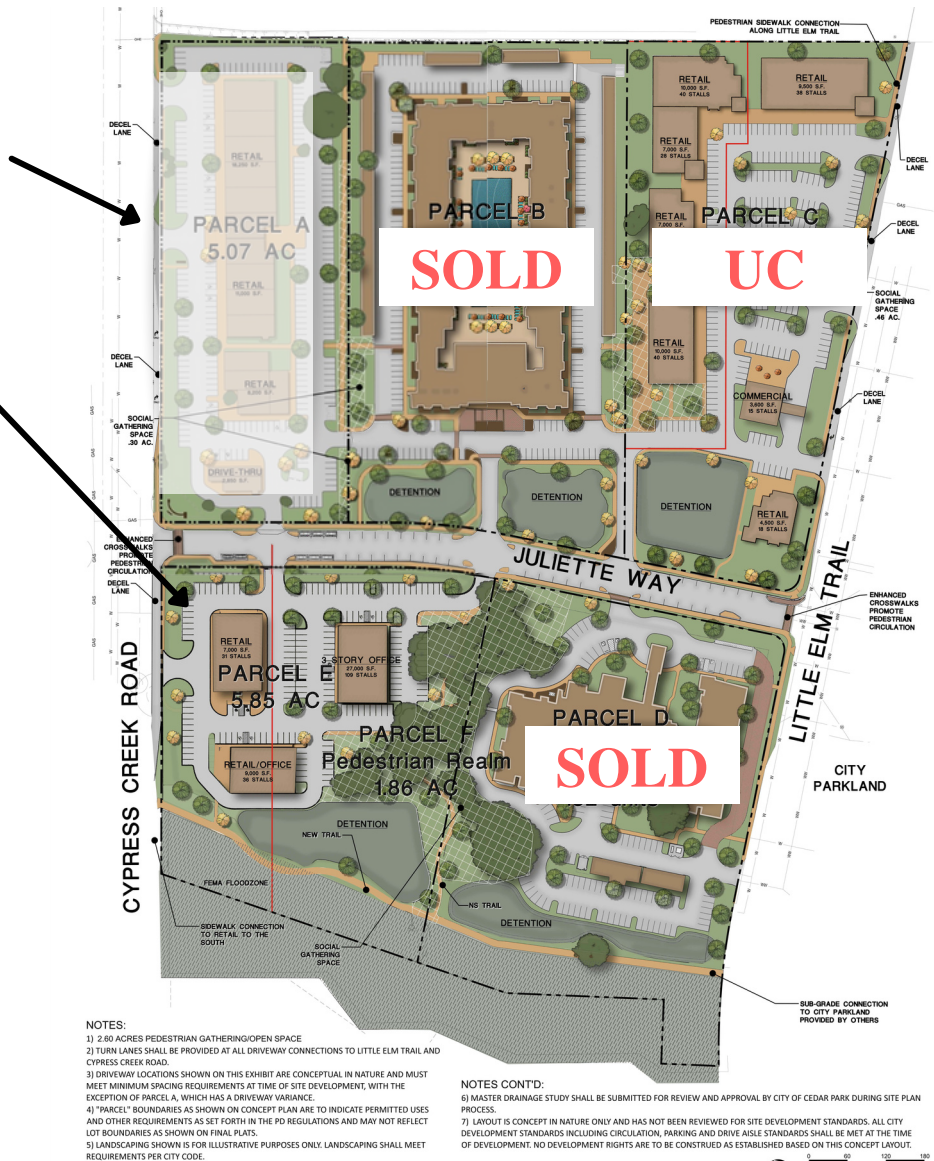 PEDESTRIAN SIDEWALK CONNECTION
ALONG LITTLE ELM TRAIL
DECEL
LANE
RETAIL
PARCEL A
5.07 AC
RETAIL
DECEL
LANE
RETAIL
SOCIAL
GATHERING
SPACE
.30 AC.
DRIVE-THRU
PARCEL B
SOLD
RETAIL
10,000 S.F.
40 STALLS
RETAIL
9,500 S.F.
38 STALLS
RETAIL
7,000 S.F.
28 STALLS
DECEL
LANE
RETAIL
7,000 S.F.
PARCEL C
UC
DECEL
LANE
SOCIAL
GATHERING
SPACE
.46 AC.
RETAIL
10,000 S.F.
40 STALLS
COMMERCIAL
3,600 S.F.
15 STALLS
DECEL
LANE
DETENTION
DETENTION
DETENTION
RETAIL
4,500 S.F.
18 STALLS
GAS
GAS
ENHANCED
CROSSWALKS
PROMOTE
PEDESTRIAN
CIRCULATION
DECEL
LANE
JULIETTE WAY
LITTLE ELM TRAIL
ENHANCED
CROSSWALKS
PROMOTE
PEDESTRIAN
CIRCULATION
CYPRESS CREEK ROAD
RETAIL
7,000 S.F.
31 STALLS
3 STORY OFFICE
27,000 S.F.
109 STALLS
PARCEL E
5.85 AC
RETAIL/OFFICE
9,000 S.F.
36 STALLS
PARCEL F
Pedestrian Realm
1.86 AC
PARCEL D
SOLD
CITY
PARKLAND
DETENTION
NEW TRAIL
FEMA FLOODZONE
NS TRAIL
DETENTION
SIDEWALK CONNECTION
TO RETAIL TO THE
SOUTH
SOCIAL
GATHERING
SPACE
SUB-GRADE CONNECTION
TO CITY PARKLAND
PROVIDED BY OTHERS
NOTES:
1) 2.60 ACRES PEDESTRIAN GATHERING/OPEN SPACE
2) TURN LANES SHALL BE PROVIDED AT ALL DRIVEWAY CONNECTIONS TO LITTLE ELM TRAIL AND
CYPRESS CREEK ROAD.
3) DRIVEWAY LOCATIONS SHOWN ON THIS EXHIBIT ARE CONCEPTUAL IN NATURE AND MUST
MEET MINIMUM SPACING REQUIREMENTS AT TIME OF SITE DEVELOPMENT, WITH THE
EXCEPTION OF PARCEL A, WHICH HAS A DRIVEWAY VARIANCE.
4) "PARCEL" BOUNDARIES AS SHOWN ON CONCEPT PLAN ARE TO INDICATE PERMITTED USES
AND OTHER REQUIREMENTS AS SET FORTH IN THE PD REGULATIONS AND MAY NOT REFLECT
LOT BOUNDARIES AS SHOWN ON FINAL PLATS.
5) LANDSCAPING SHOWN IS FOR ILLUSTRATIVE PURPOSES ONLY. LANDSCAPING SHALL MEET
REQUIREMENTS PER CITY CODE.
NOTES CONT'D:
6) MASTER DRAINAGE STUDY SHALL BE SUBMITTED FOR REVIEW AND APPROVAL BY CITY OF CEDAR PARK DURING SITE PLAN
PROCESS.
7) LAYOUT IS CONCEPT IN NATURE ONLY AND HAS NOT BEEN REVIEWED FOR SITE DEVELOPMENT STANDARDS. ALL CITY
DEVELOPMENT STANDARDS INCLUDING CIRCULATION, PARKING AND DRIVE AISLE STANDARDS SHALL BE MET AT THE TIME
OF DEVELOPMENT. NO DEVELOPMENT RIGHTS ARE TO BE CONSTRUED AS ESTABLISHED BASED ON THIS CONCEPT LAYOUT.
0 60 120 180